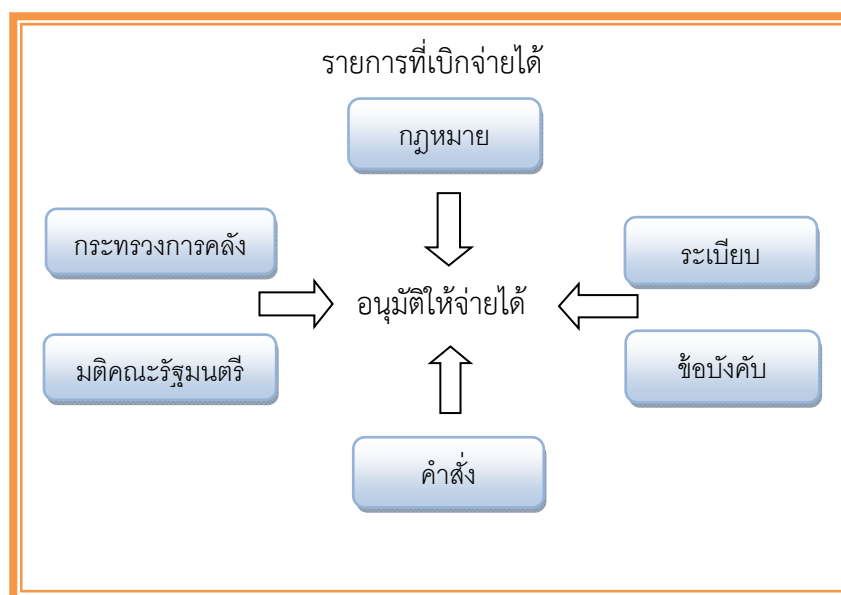 รายการที่เบิกจ่ายได้
กฎหมาย
กระทรวงการคลัง
ระเบียบ
อนุมัติให้จ่ายได้
มติคณะรัฐมนตรี
ข้อบังคับ
คำสั่ง